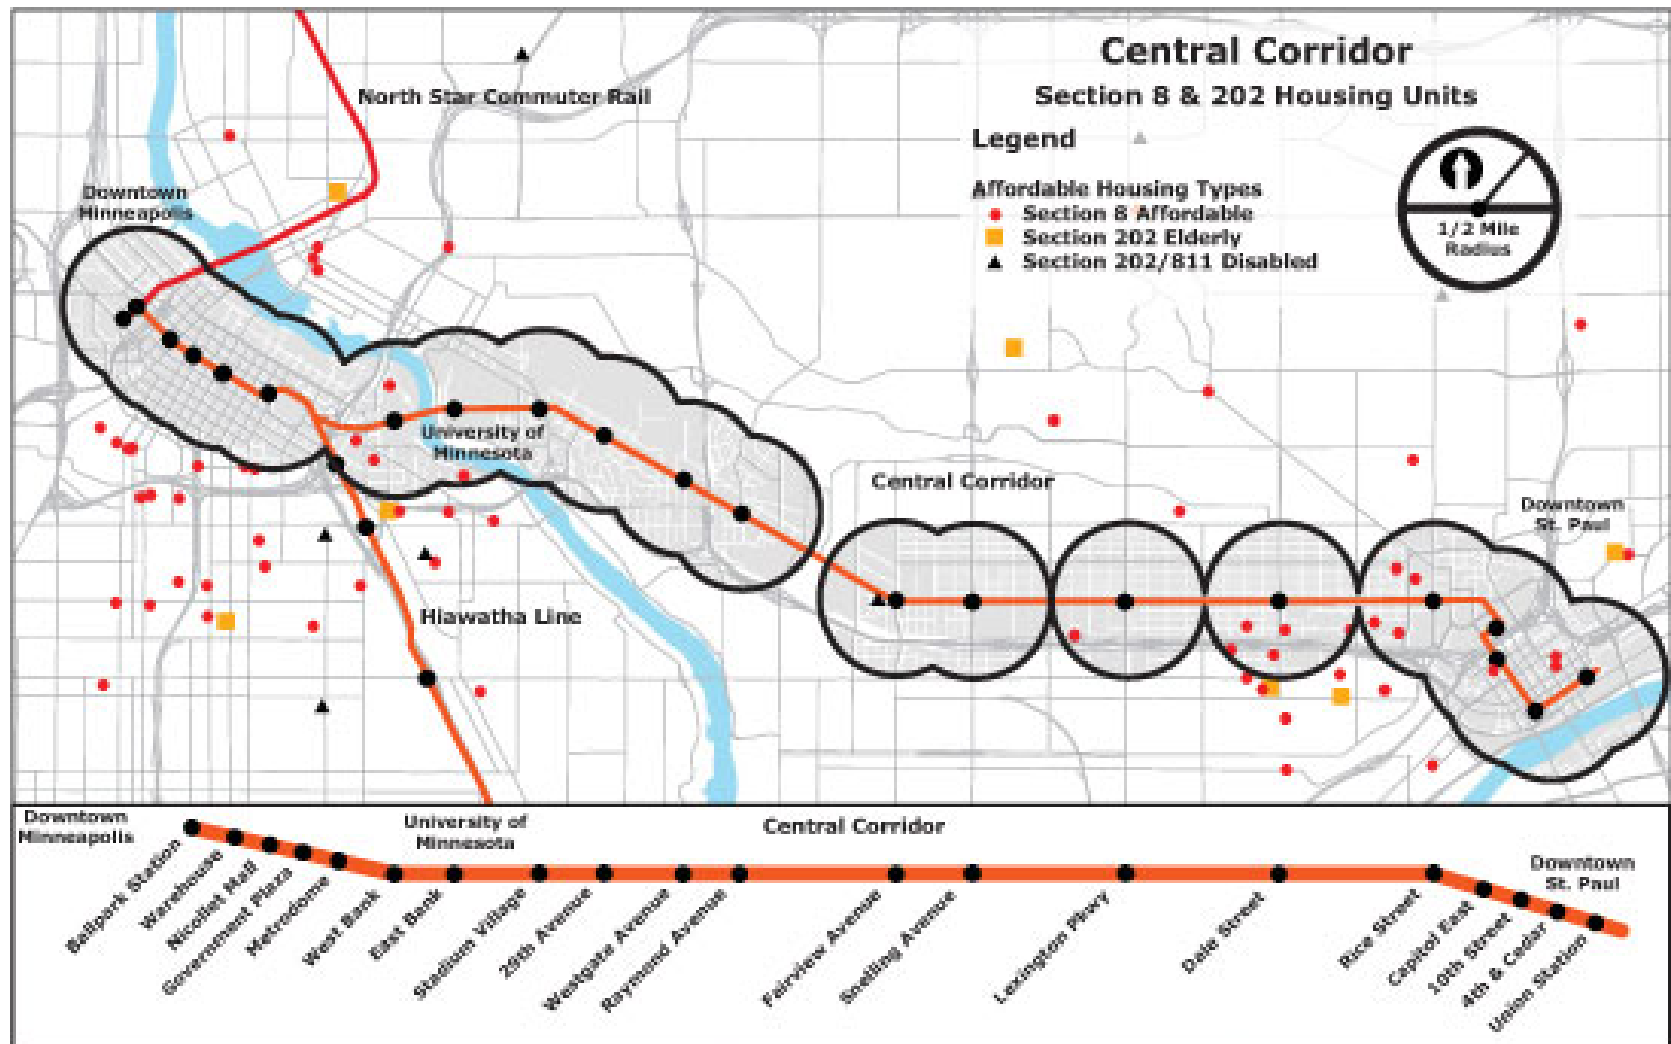 Central Corridor
Section 8 & 202 Housing Units
North Star Commuter Rail
Legend
Affordable Housing Types
Section 8 Affordable
Section 202 Elderly
Section 202/811 Disabled
1/2 Mile
Radius
Downtown
Minneapolis
University of
Minnesota
Central Corridor
Downtown
St. Paul
Hiawatha Line
Downtown
Minneapolis
University of
Minnesota
Central Corridor
Downtown
St. Paul
Ballpark Station
Warehouse
Nicollet Mall
Government Plaza
Metrodome
West Bank
East Bank
Stadium Village
29th Avenue
Westgate Avenue
Raymond Avenue
Fairview Avenue
Snelling Avenue
Lexington Pkwy
Dale Street
Rice Street
Capitol East
10th Street
4th & Cedar
Union Station